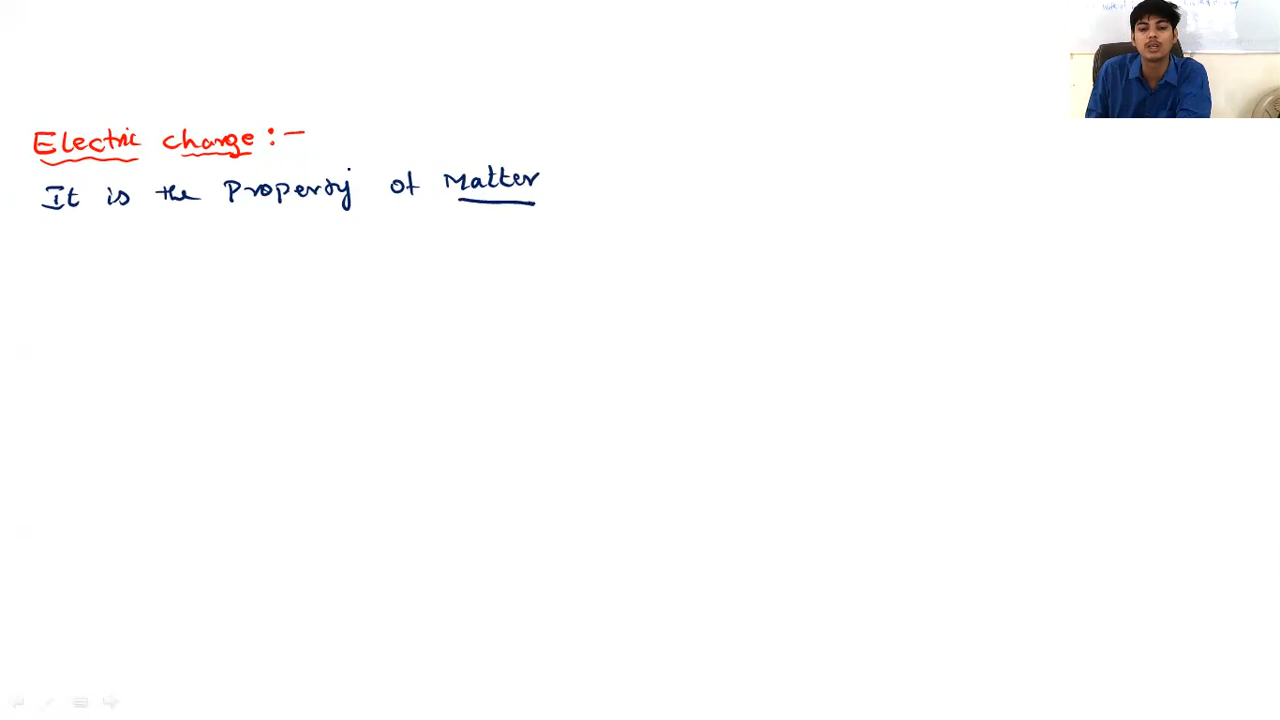 Electric charge :-
It is the Property of Matter